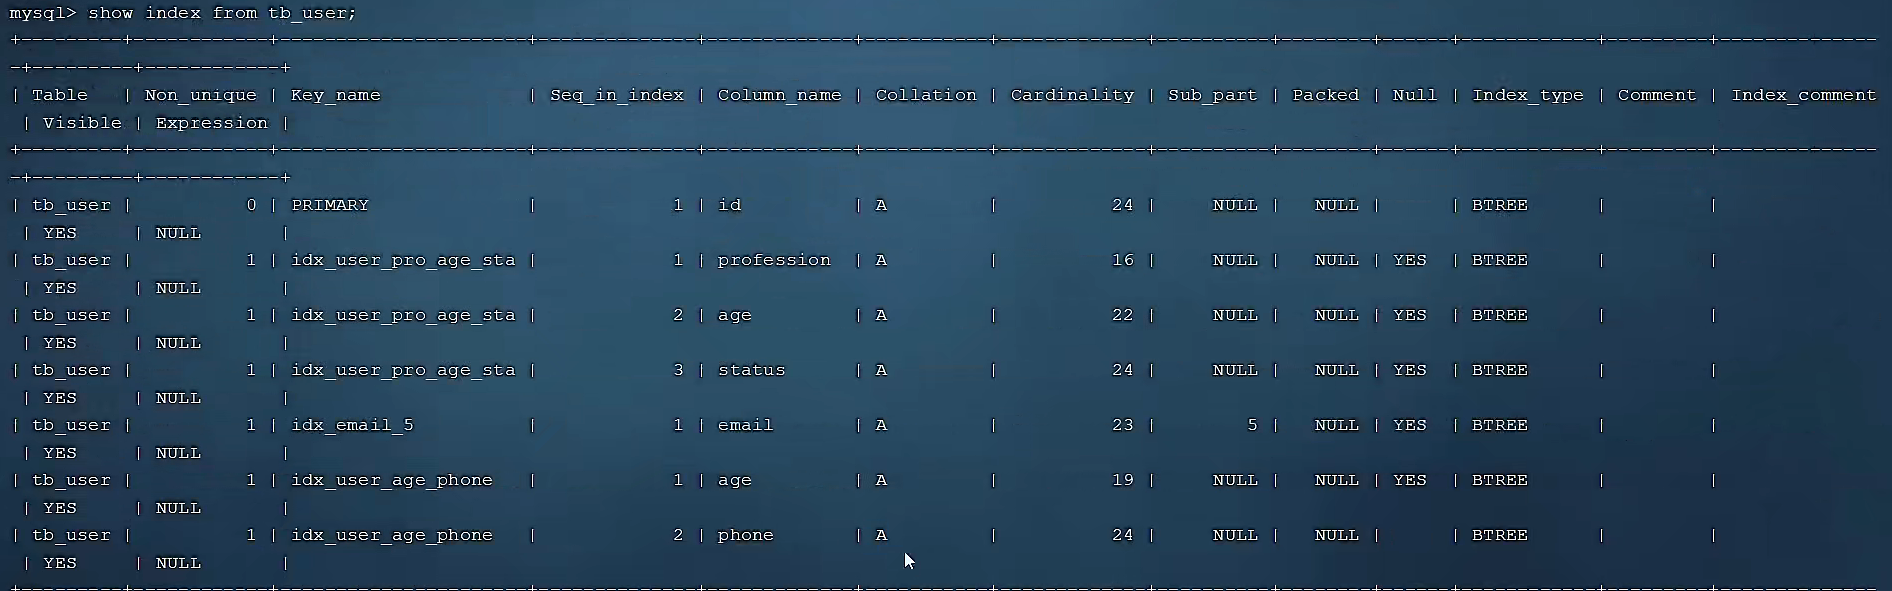 mysql> show index from tb_user;
+---------+------------+----------------------+--------------+-------------+-----------+-------------+----------+--------+------+------------+---------+--------------
-+---------+------------+
| Table   | Non_unique | Key_name             | Seq_in_index | Column_name | Collation | Cardinality | Sub_part | Packed | Null | Index_type | Comment | Index_comment
 | Visible | Expression |
+---------+------------+----------------------+--------------+-------------+-----------+-------------+----------+--------+------+------------+---------+--------------
-+---------+------------+
| tb_user |          0 | PRIMARY              |            1 | id          | A         |          24 |     NULL |   NULL |      | BTREE      |         |
 | YES     | NULL       |
| tb_user |          1 | idx_user_pro_age_sta |            1 | profession  | A         |          16 |     NULL |   NULL | YES  | BTREE      |         |
 | YES     | NULL       |
| tb_user |          1 | idx_user_pro_age_sta |            2 | age         | A         |          22 |     NULL |   NULL | YES  | BTREE      |         |
 | YES     | NULL       |
| tb_user |          1 | idx_user_pro_age_sta |            3 | status      | A         |          24 |     NULL |   NULL | YES  | BTREE      |         |
 | YES     | NULL       |
| tb_user |          1 | idx_email_5          |            1 | email       | A         |          23 |        5 |   NULL | YES  | BTREE      |         |
 | YES     | NULL       |
| tb_user |          1 | idx_user_age_phone   |            1 | age         | A         |          19 |     NULL |   NULL | YES  | BTREE      |         |
 | YES     | NULL       |
| tb_user |          1 | idx_user_age_phone   |            2 | phone       | A         |          24 |     NULL |   NULL |      | BTREE      |         |
 | YES     | NULL       |
+---------+------------+----------------------+--------------+-------------+-----------+-------------+----------+--------+------+------------+---------+--------------